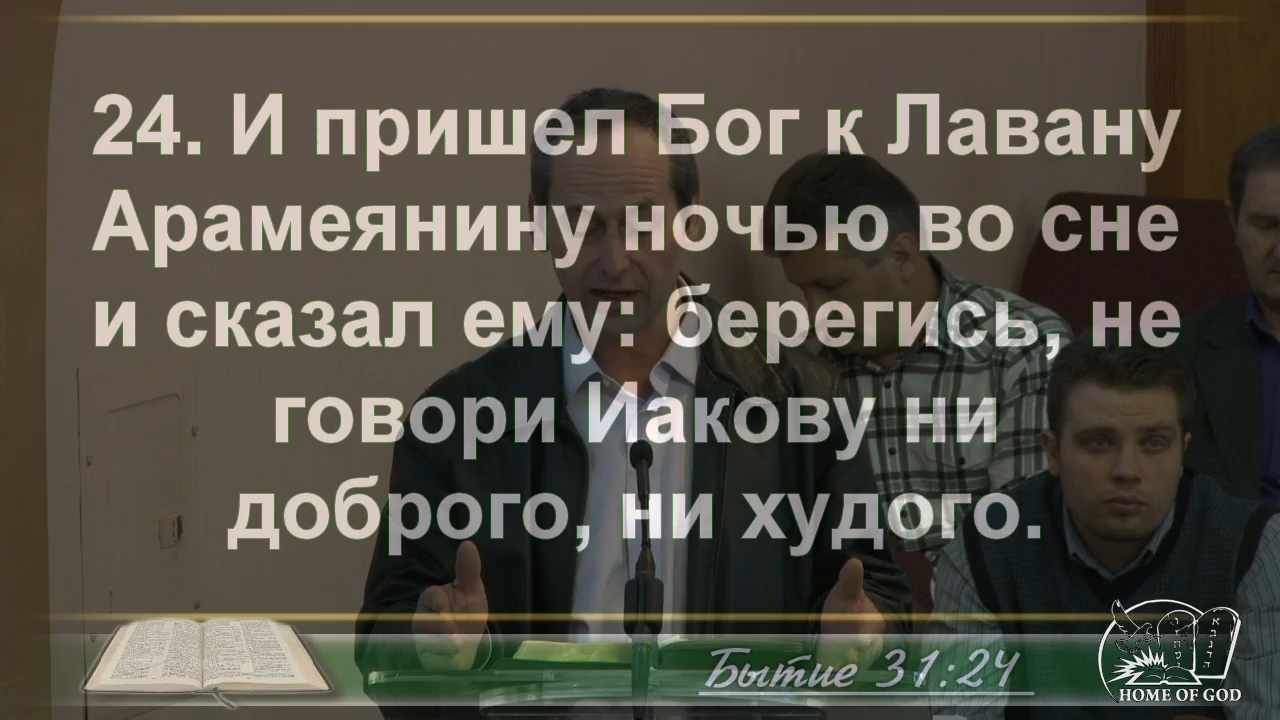 24. И пришел Бог к Лавану
Арамеянину ночью во сне
и сказал ему: берегись, не
говори Иакову ни
доброго, ни худого.
Бытие 31:24
HOME OF GOD